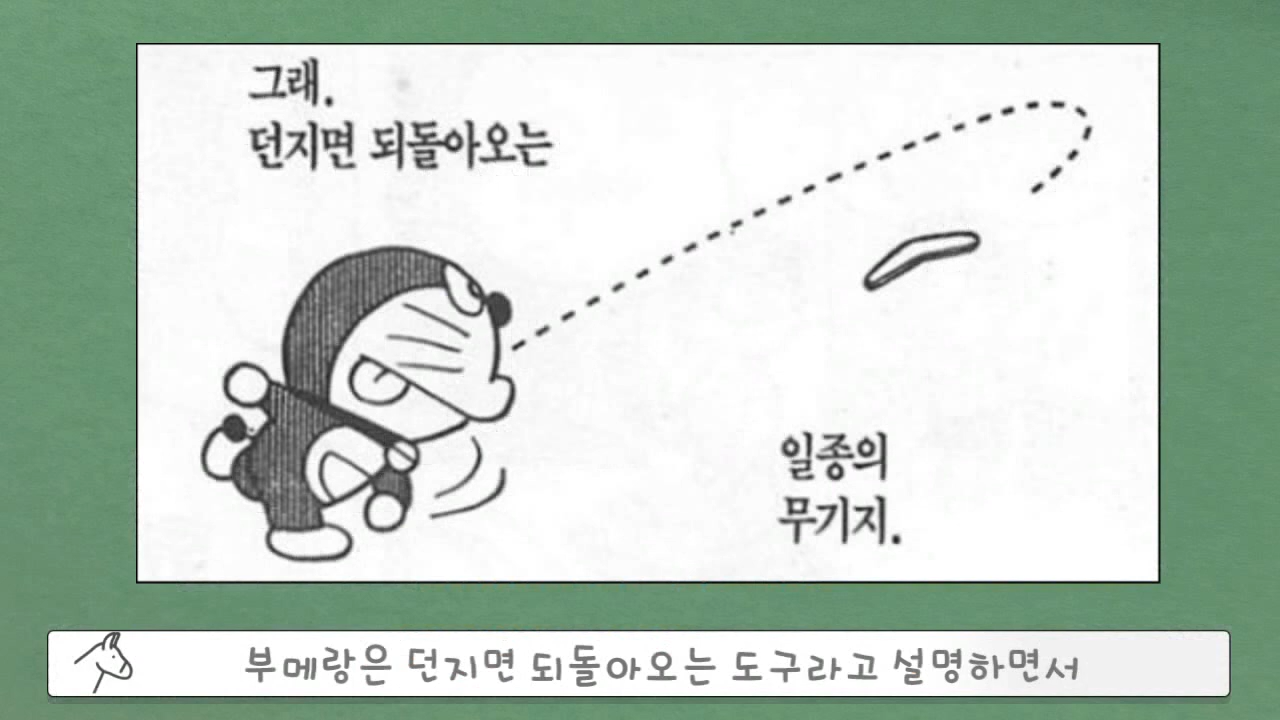 그래.
던지면 되돌아오는
일종의
무기지.
부메랑은 던지면 되돌아오는 도구라고 설명하면서